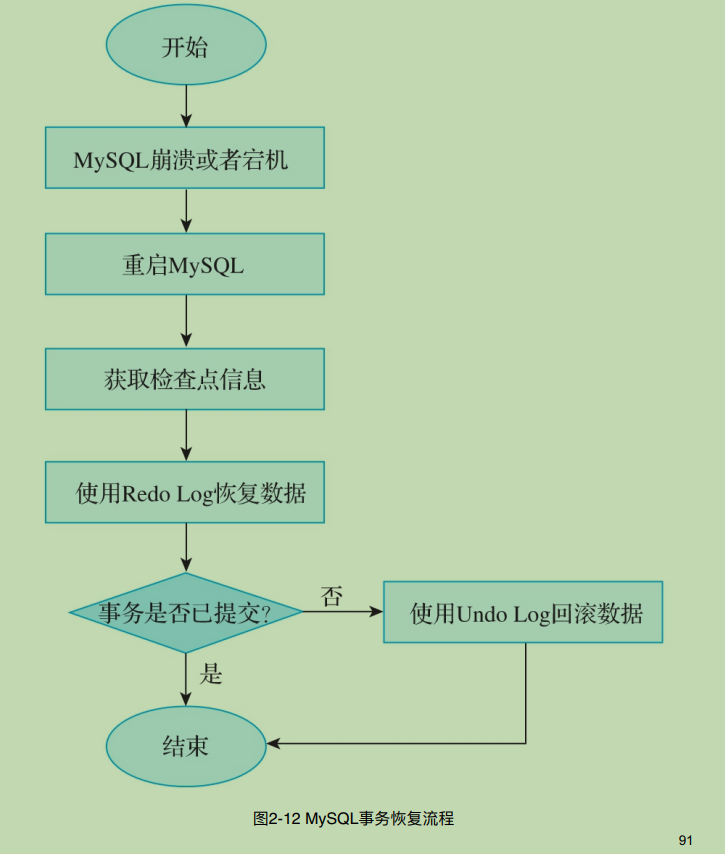 开始
MySQL崩溃或者宕机
重启MySQL
获取检查点信息
使用Redo Log恢复数据
事务是否已提交?
否
使用Undo Log回滚数据
是
结束
图2-12 MySQL事务恢复流程
91